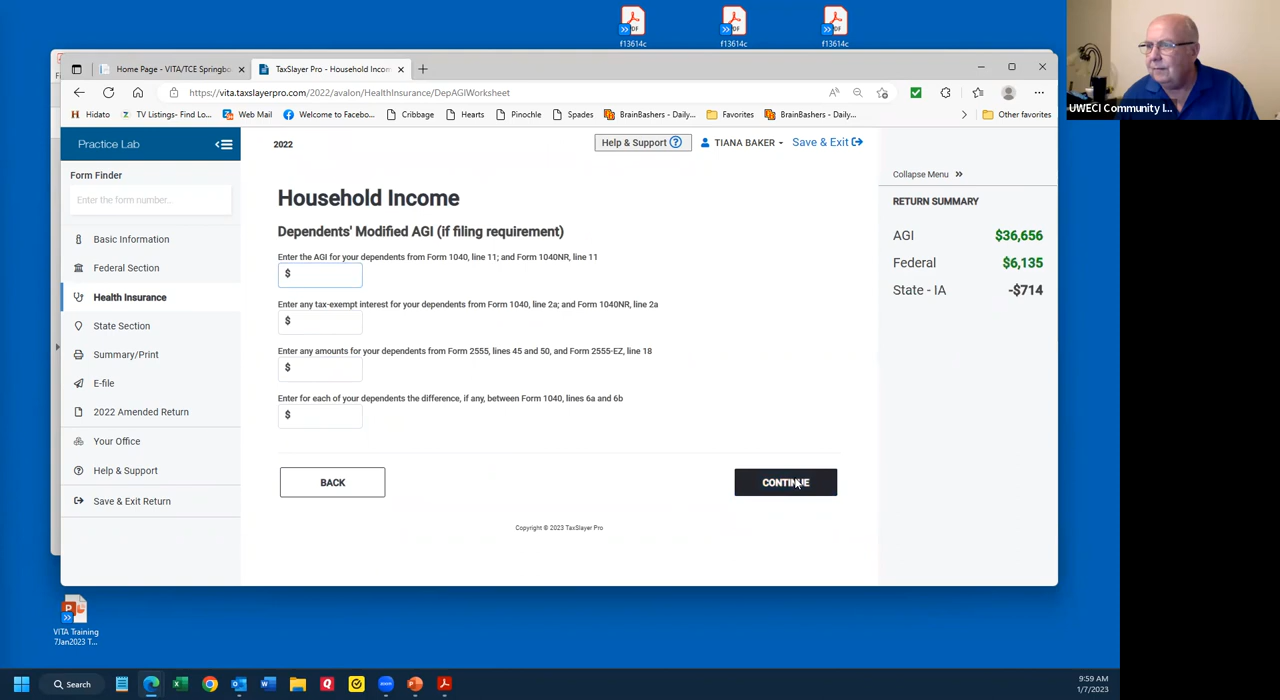 f13614c
f13614c
f13614c
UWECI Community I...
Home Page - VITA/TCE Springbo
TaxSlayer Pro - Household Incom
https://vita.taxslayerpro.com/2022/avalon/HealthInsurance/DepAGIWorksheet
Hidato
TV Listings- Find Lo...
Web Mail
Welcome to Facebo...
Cribbage
Hearts
Pinochle
Spades
BrainBashers - Daily...
Favorites
BrainBashers - Daily...
Other favorites
Practice Lab
2022
Help & Support
TIANA BAKER
Save & Exit
Form Finder
Enter the form number...
Basic Information
Federal Section
Health Insurance
State Section
Summary/Print
E-file
2022 Amended Return
Your Office
Help & Support
Save & Exit Return
Household Income
Dependents' Modified AGI (if filing requirement)
Enter the AGI for your dependents from Form 1040, line 11; and Form 1040NR, line 11
$
Enter any tax-exempt interest for your dependents from Form 1040, line 2a; and Form 1040NR, line 2a
$
Enter any amounts for your dependents from Form 2555, lines 45 and 50, and Form 2555-EZ, line 18
$
Enter for each of your dependents the difference, if any, between Form 1040, lines 6a and 6b
$
BACK
CONTINUE
Copyright © 2023 TaxSlayer Pro
Collapse Menu
RETURN SUMMARY
AGI $36,656
Federal $6,135
State - IA -$714
VITA Training
7Jan2023 T...
Search
9:59 AM
1/7/2023